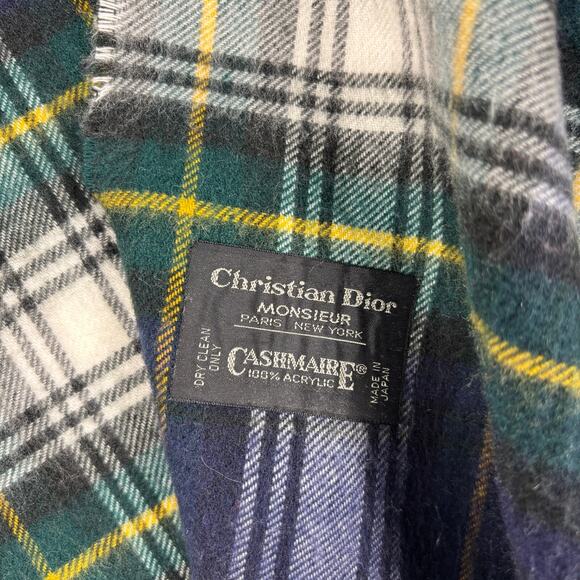 Christian Dior
MONSIEUR
PARIS NEW YORK
CASHMAIRE®
100% ACRYLIC
DRY CLEAN
ONLY
MADE IN
JAPAN